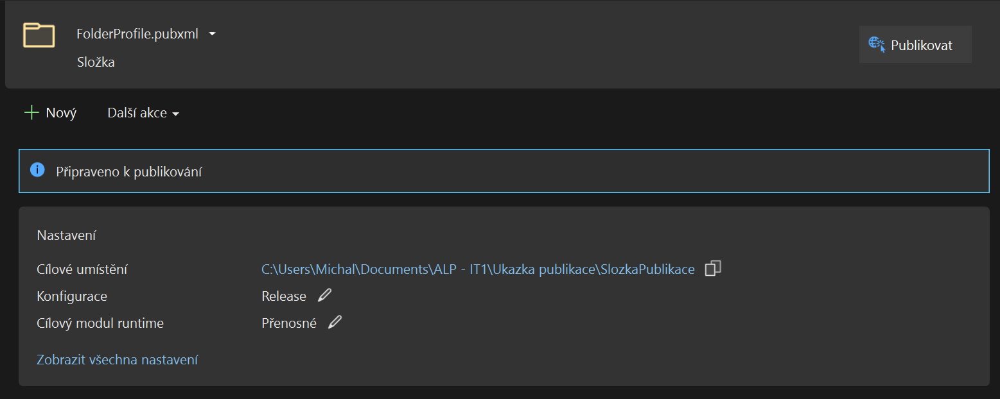 FolderProfile.pubxml
Složka
Publikovat
Nový Další akce
Připraveno k publikování
Nastavení
Cílové umístění C:\Users\Michal\Documents\ALP - IT1\Ukazka publikace\SlozkaPublikace
Konfigurace Release
Cílový modul runtime Přenosné
Zobrazit všechna nastavení